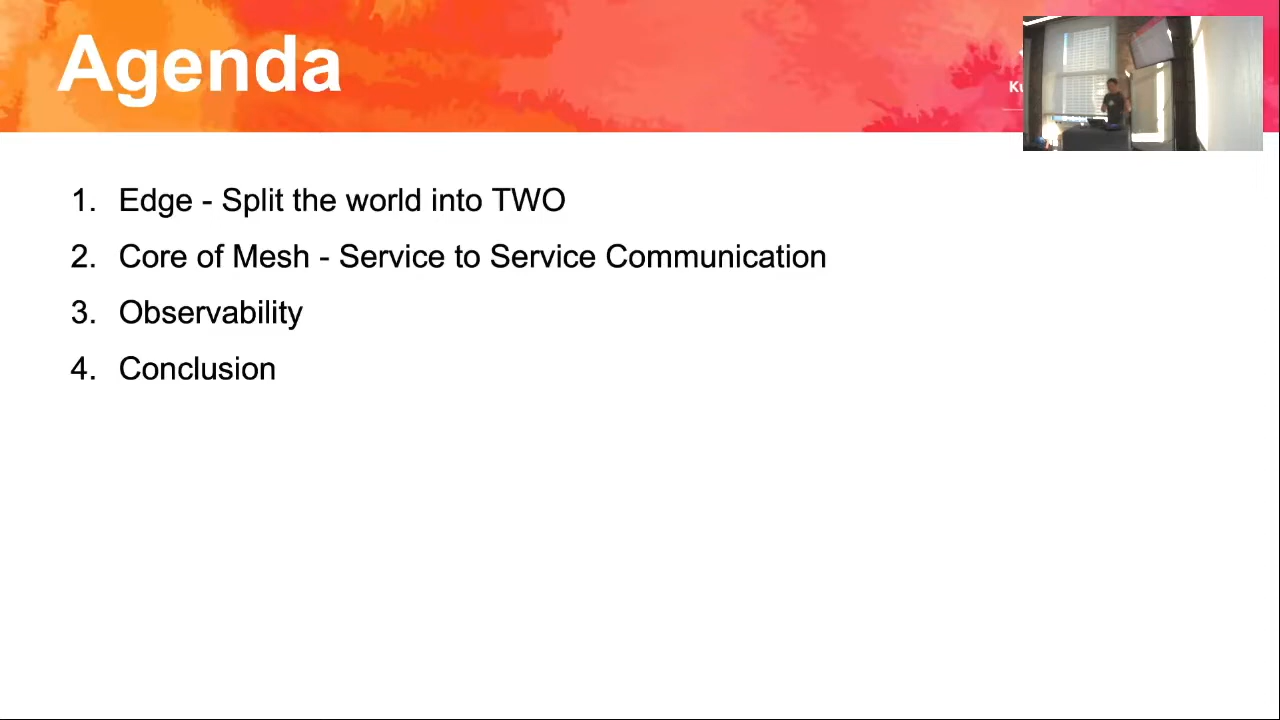 Agenda
1. Edge - Split the world into TWO
2. Core of Mesh - Service to Service Communication
3. Observability
4. Conclusion